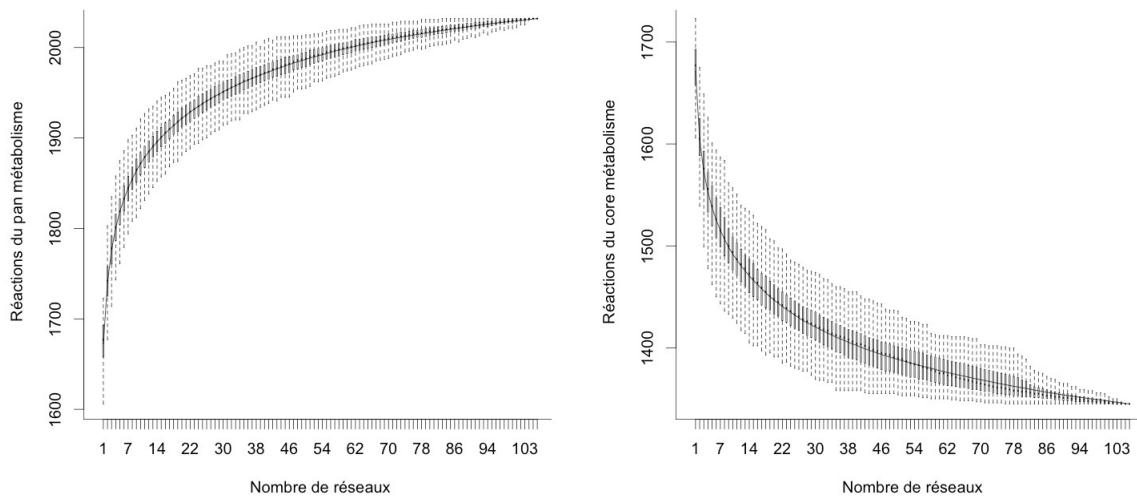 Réactions du pan métabolisme
2000
1900
1800
1700
1600
1 7 14 22 30 38 46 54 62 70 78 86 94 103
Nombre de réseaux
Réactions du core métabolisme
1700
1600
1500
1400
1 7 14 22 30 38 46 54 62 70 78 86 94 103
Nombre de réseaux